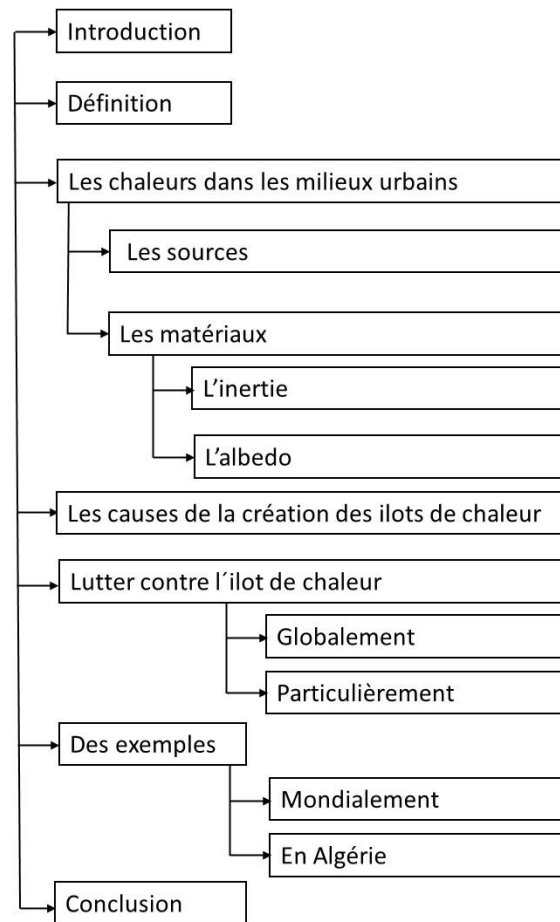 Introduction
Définition
Les chaleurs dans les milieux urbains
Les sources
Les matériaux
L’inertie
L’albedo
Les causes de la création des ilots de chaleur
Lutter contre l´ilot de chaleur
Globalement
Particulièrement
Des exemples
Mondialement
En Algérie
Conclusion